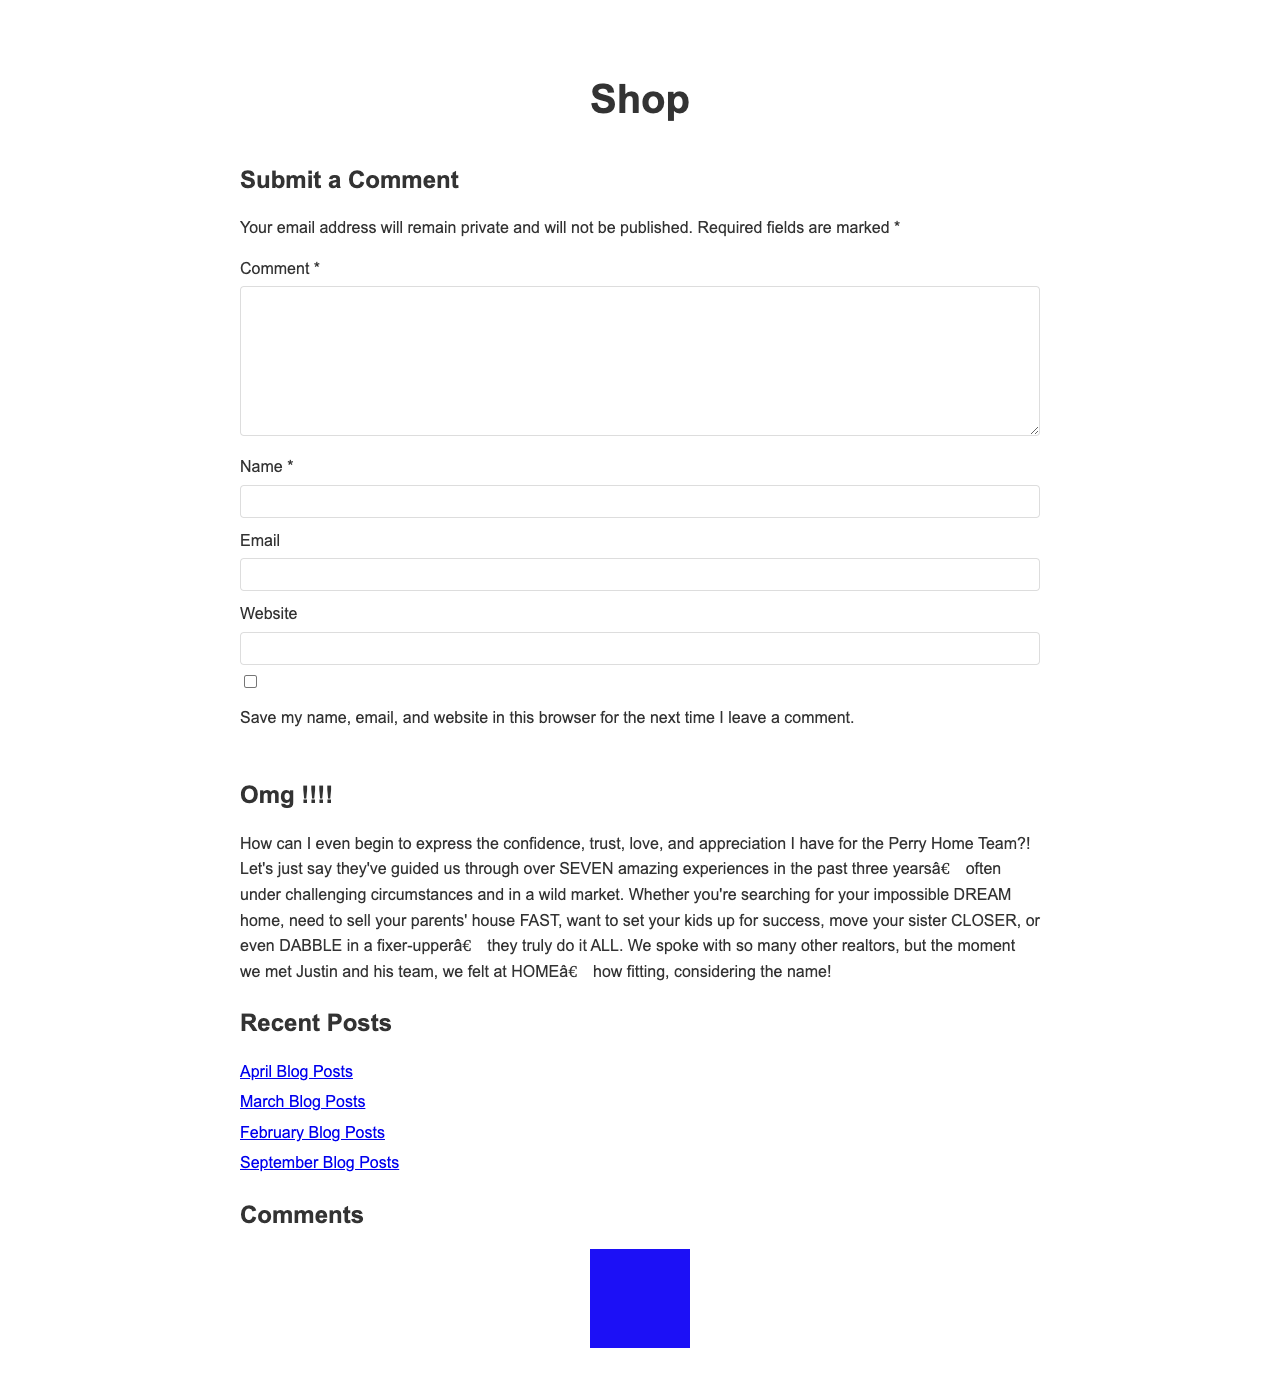 Shop
Submit a Comment
Your email address will remain private and will not be published. Required fields are marked *
Comment *
Name *
Email
Website
Save my name, email, and website in this browser for the next time I leave a comment.
Omg !!!!
How can I even begin to express the confidence, trust, love, and appreciation I have for the Perry Home Team?!
Let's just say they've guided us through over SEVEN amazing experiences in the past three yearsâ€ often
under challenging circumstances and in a wild market. Whether you're searching for your impossible DREAM
home, need to sell your parents' house FAST, want to set your kids up for success, move your sister CLOSER, or
even DABBLE in a fixer-upperâ€ they truly do it ALL. We spoke with so many other realtors, but the moment
we met Justin and his team, we felt at HOMEâ€ how fitting, considering the name!
Recent Posts
April Blog Posts
March Blog Posts
February Blog Posts
September Blog Posts
Comments